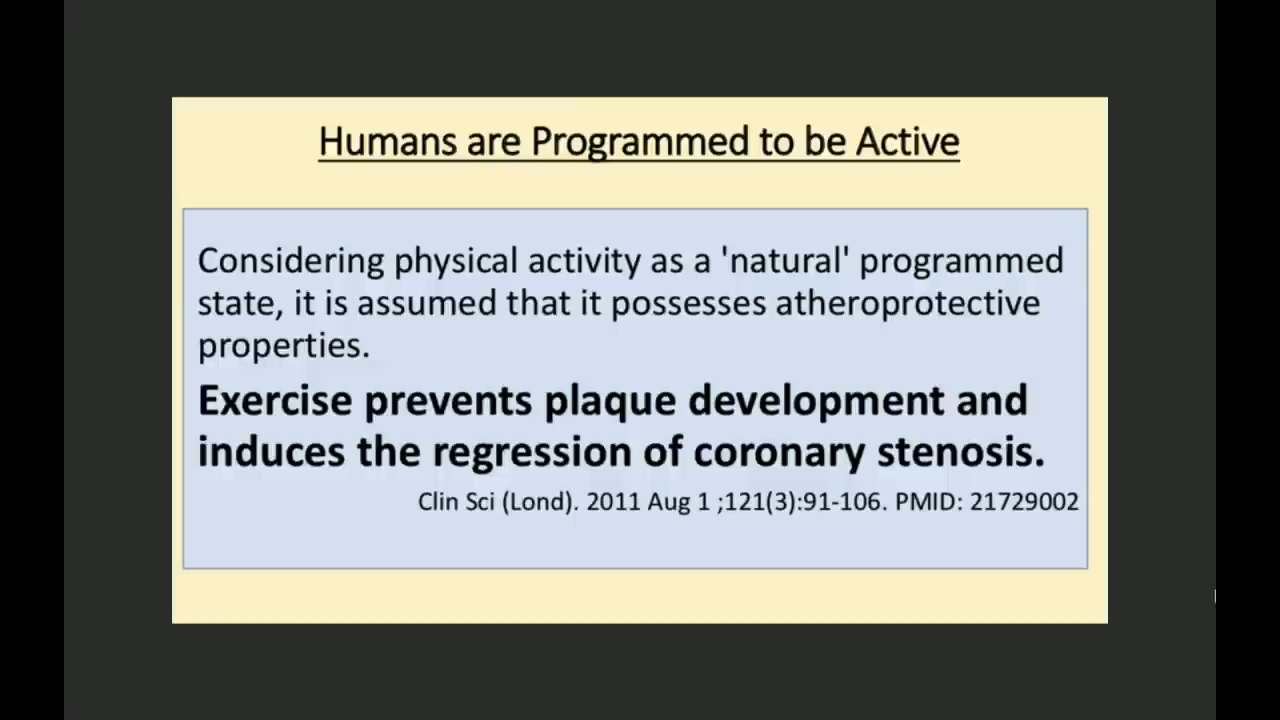 Humans are Programmed to be Active
Considering physical activity as a 'natural' programmed
state, it is assumed that it possesses atheroprotective
properties.
Exercise prevents plaque development and
induces the regression of coronary stenosis.
Clin Sci (Lond). 2011 Aug 1 ;121(3):91-106. PMID: 21729002